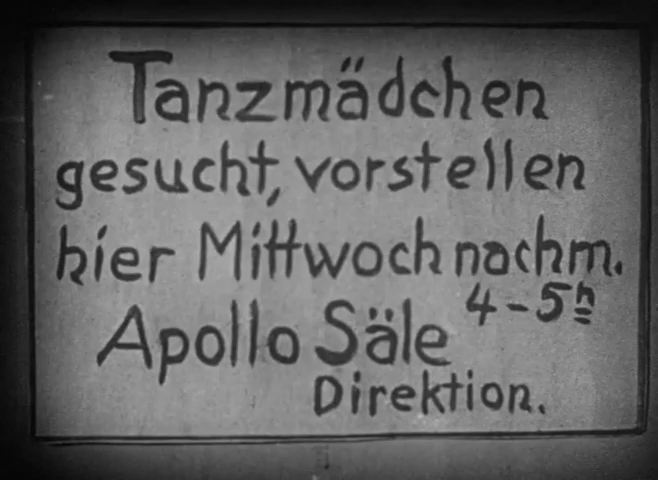 Tanzmädchen
gesucht, vorstellen
hier Mittwoch nachm.
4-5h
Apollo Säle
Direktion.